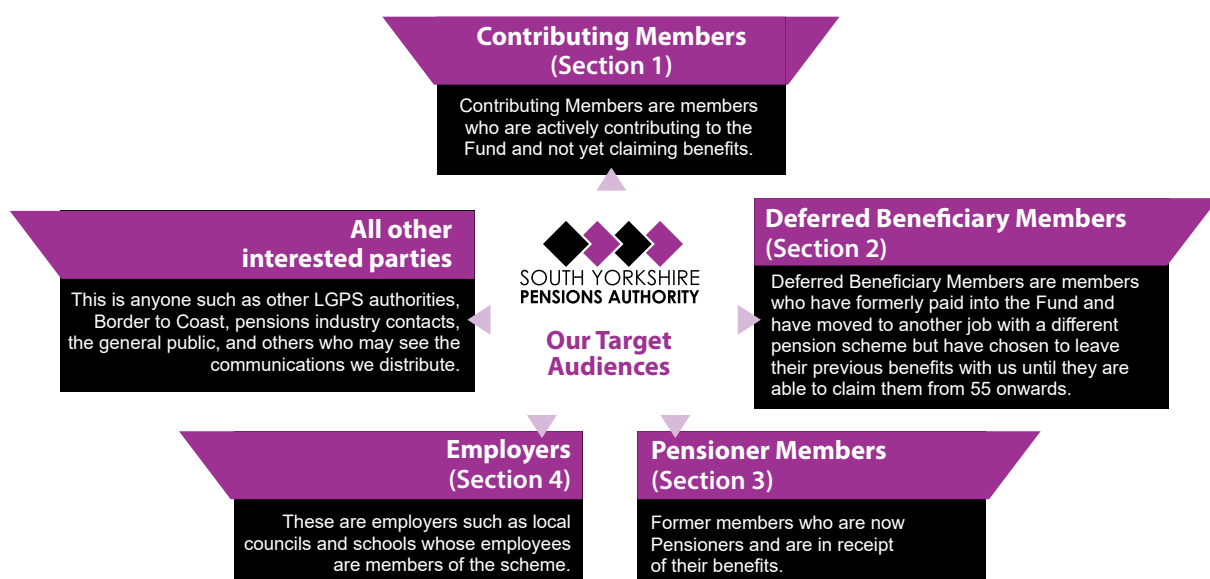 Contributing Members
(Section 1)
Contributing Members are members
who are actively contributing to the
Fund and not yet claiming benefits.
All other
interested parties
This is anyone such as other LGPS authorities,
Border to Coast, pensions industry contacts,
the general public, and others who may see the
communications we distribute.
SOUTH YORKSHIRE
PENSIONS AUTHORITY
Our Target
Audiences
Deferred Beneficiary Members
(Section 2)
Deferred Beneficiary Members are members
who have formerly paid into the Fund and
have moved to another job with a different
pension scheme but have chosen to leave
their previous benefits with us until they are
able to claim them from 55 onwards.
Employers
(Section 4)
These are employers such as local
councils and schools whose employees
are members of the scheme.
Pensioner Members
(Section 3)
Former members who are now
Pensioners and are in receipt
of their benefits.